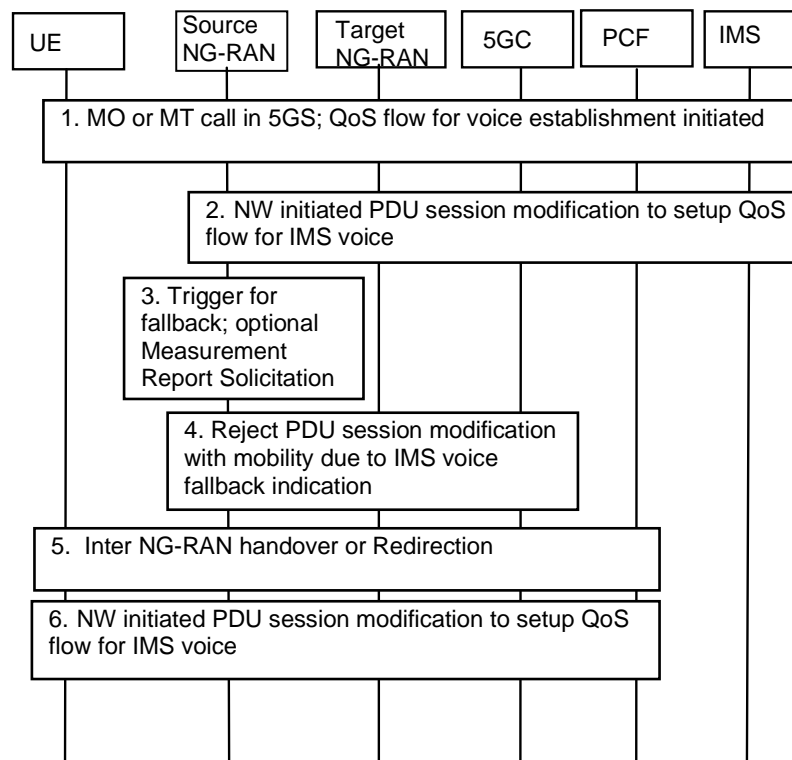 UE
Source
NG-RAN
Target
NG-RAN
5GC
PCF
IMS
1. MO or MT call in 5GS; QoS flow for voice establishment initiated
2. NW initiated PDU session modification to setup QoS
flow for IMS voice
3. Trigger for
fallback; optional
Measurement
Report Solicitation
4. Reject PDU session modification
with mobility due to IMS voice
fallback indication
5. Inter NG-RAN handover or Redirection
6. NW initiated PDU session modification to setup QoS
flow for IMS voice